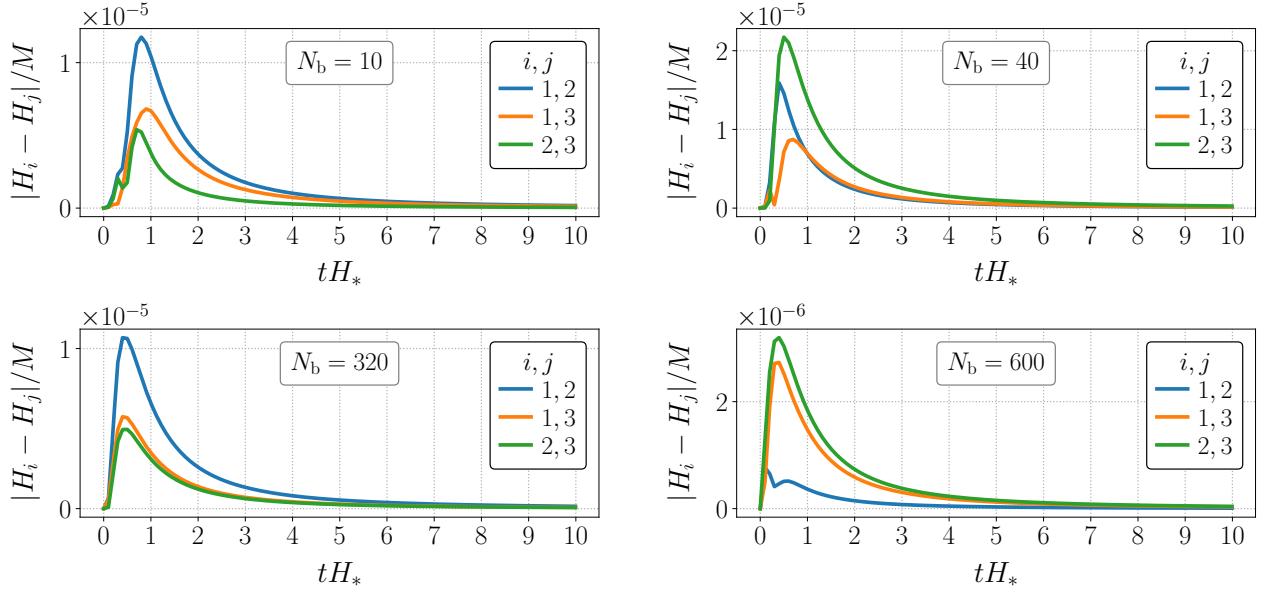 ×10⁻⁵
|H_i − H_j|/M
1
0
N_b = 10
i, j
1, 2
1, 3
2, 3
0 1 2 3 4 5 6 7 8 9 10
tH_*
×10⁻⁵
|H_i − H_j|/M
2
1
0
N_b = 40
i, j
1, 2
1, 3
2, 3
0 1 2 3 4 5 6 7 8 9 10
tH_*
×10⁻⁵
|H_i − H_j|/M
1
0
N_b = 320
i, j
1, 2
1, 3
2, 3
0 1 2 3 4 5 6 7 8 9 10
tH_*
×10⁻⁶
|H_i − H_j|/M
2
0
N_b = 600
i, j
1, 2
1, 3
2, 3
0 1 2 3 4 5 6 7 8 9 10
tH_*